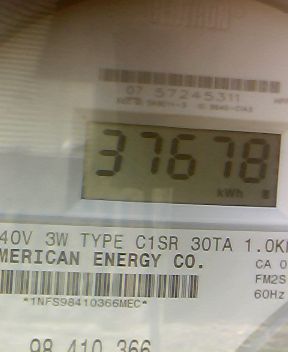 07 57245311
37678
kWh
40V 3W TYPE C1SR 30TA 1.0K
MERICAN ENERGY CO.
CA 0
FM2S
60Hz
*1NFS98410366MEC*
98 410 366